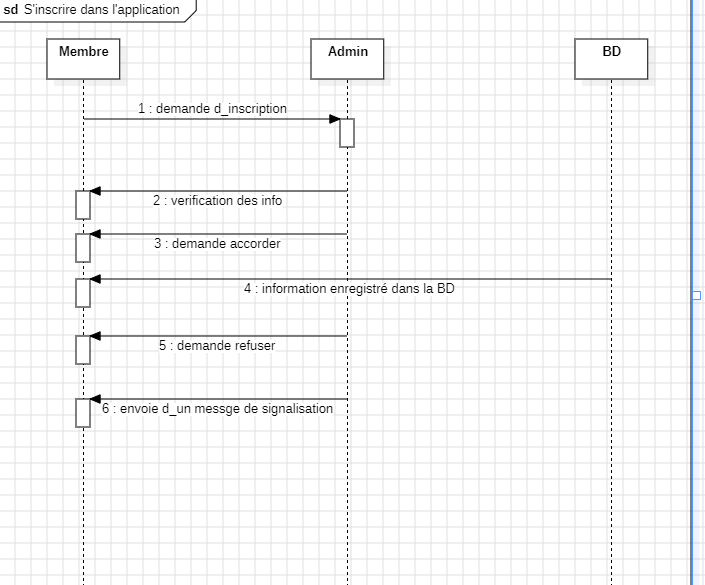 sd S'inscrire dans l'application
Membre
Admin
BD
1 : demande d_inscription
2 : verification des info
3 : demande accorder
4 : information enregistré dans la BD
5 : demande refuser
6 : envoie d_un messge de signalisation